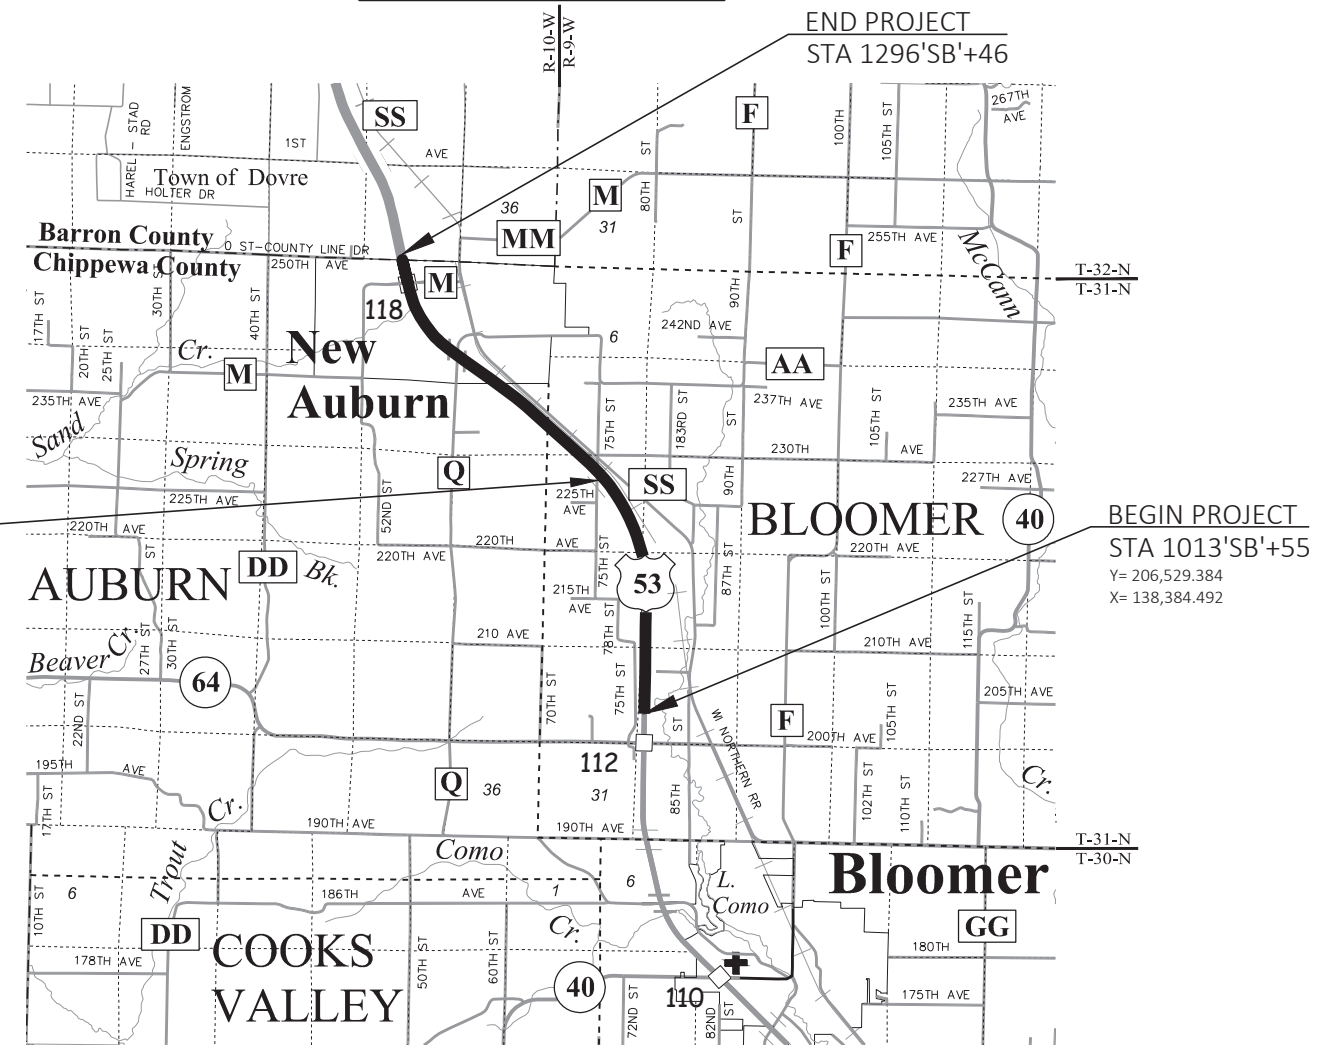 END PROJECT
STA 1296'SB'+46
R-10-W
R-9-W
SS
F
267TH
AVE
HAREL - STAD
RD
ENGSTROM
1ST
AVE
ST
80TH
100TH
105TH ST
Town of Dovre
HOLTER DR
M
36
31
MM
ST
255TH AVE
F
McCann
Barron County
0 ST-COUNTY LINE DR
Chippewa County
250TH AVE
M
T-32-N
T-31-N
17TH ST
30TH ST
40TH ST
118
90TH
242ND AVE
6
20TH ST
25TH ST
Cr.
New
Auburn
M
AA
235TH AVE
237TH AVE
235TH AVE
75TH ST
183RD ST
ST
105TH ST
Sand
Spring
Q
230TH
AVE
SS
90TH
227TH AVE
225TH AVE
225TH
AVE
52ND ST
BLOOMER
40
BEGIN PROJECT
STA 1013'SB'+55
Y= 206,529.384
X= 138,384.492
220TH AVE
ST
220TH AVE
220TH
AVE
220TH AVE
DD
Bk.
AUBURN
75TH ST
53
87TH ST
215TH
AVE
100TH ST
115TH ST
Cr.
27TH ST
30TH ST
210 AVE
78TH ST
210TH AVE
Beaver
64
22ND ST
70TH ST
75TH ST
ST
205TH AVE
WI NORTHERN RR
F
200TH AVE
105TH ST
195TH
AVE
112
17TH ST
Cr.
Q
36
31
85TH
102TH ST
110TH ST
Cr.
190TH AVE
190TH AVE
T-31-N
T-30-N
Trout
Como
Bloomer
10TH ST
6
186TH
AVE
1
6
L.
Como
DD
COOKS
VALLEY
Cr.
GG
178TH AVE
50TH ST
60TH ST
180TH
40
110
175TH AVE
72ND ST
82ND
ST